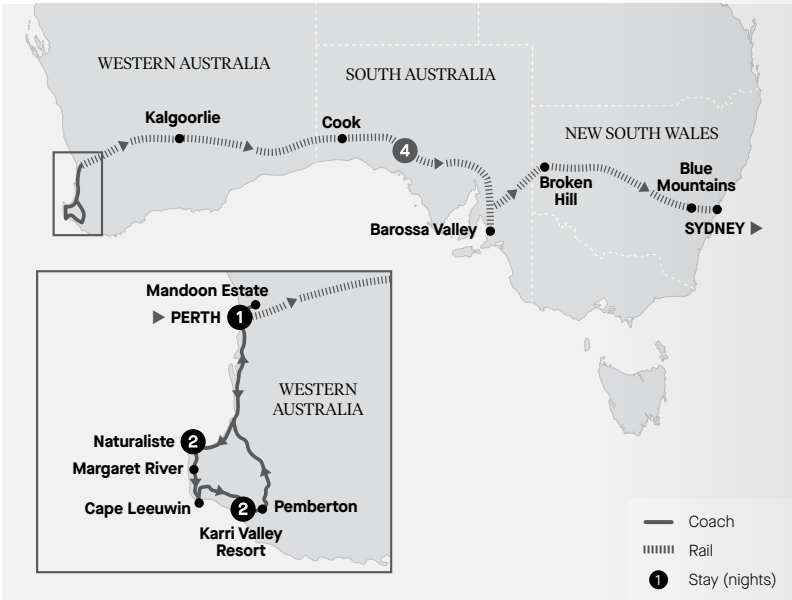 WESTERN AUSTRALIA
SOUTH AUSTRALIA
NEW SOUTH WALES
Kalgoorlie
Cook
4
Broken
Hill
Blue
Mountains
Barossa Valley
SYDNEY
Mandoon Estate
PERTH
1
WESTERN
AUSTRALIA
Naturaliste
2
Margaret River
Cape Leeuwin
2
Pemberton
Karri Valley
Resort
Coach
Rail
1
Stay (nights)